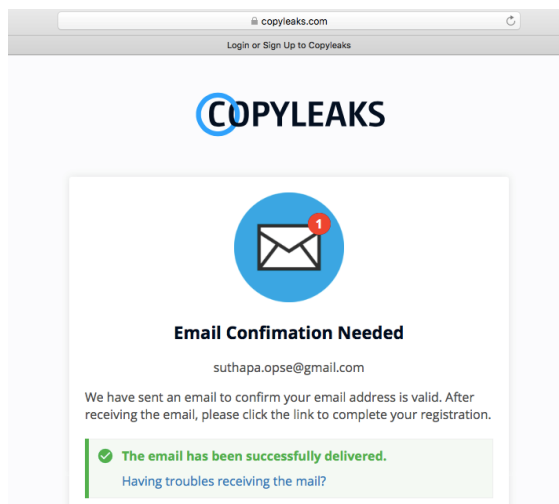 copyleaks.com
Login or Sign Up to Copyleaks
COPYLEAKS
1
Email Confimation Needed
suthapa.opse@gmail.com
We have sent an email to confirm your email address is valid. After
receiving the email, please click the link to complete your registration.
The email has been successfully delivered.
Having troubles receiving the mail?